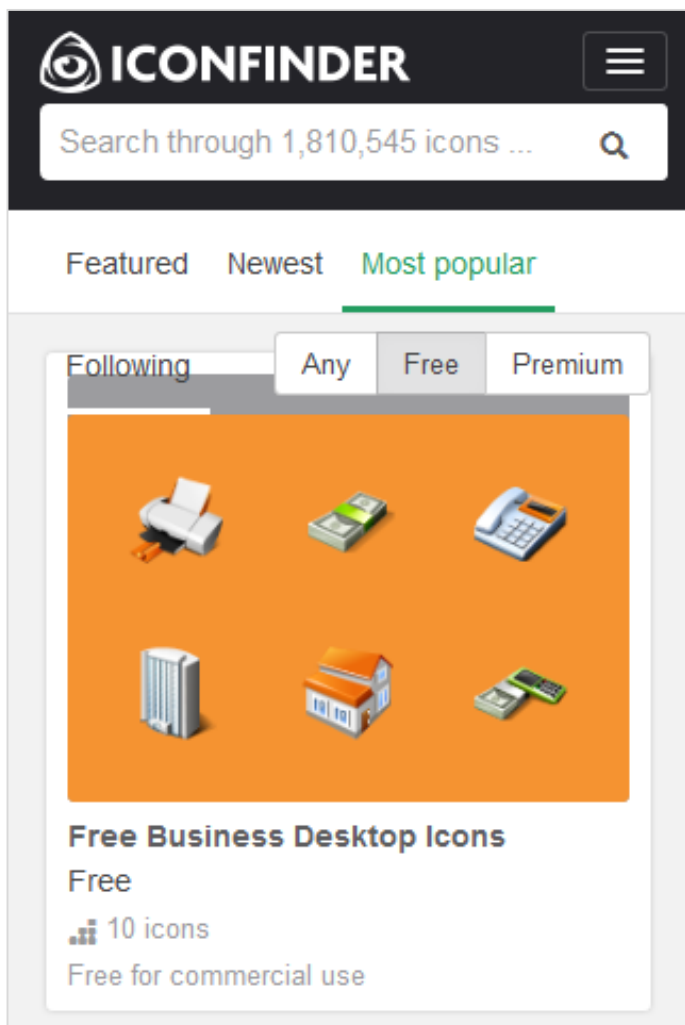 ICONFINDER
Search through 1,810,545 icons ...
Featured Newest Most popular
Following Any Free Premium
Free Business Desktop Icons
Free
10 icons
Free for commercial use